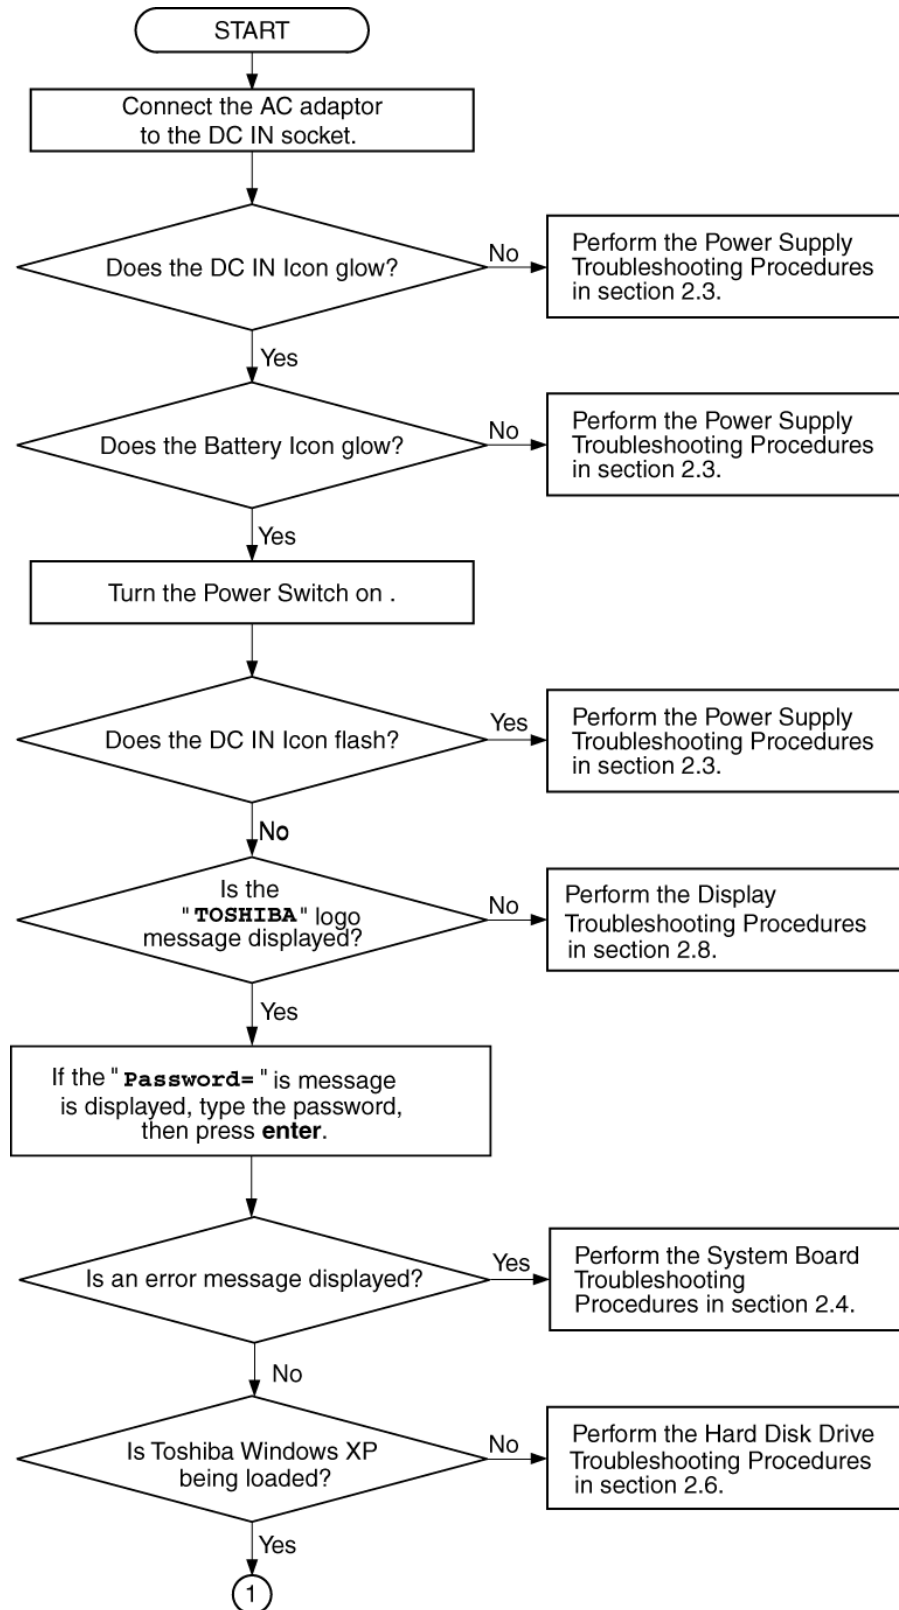 START
Connect the AC adaptor
to the DC IN socket.
Does the DC IN Icon glow?
No
Perform the Power Supply
Troubleshooting Procedures
in section 2.3.
Yes
Does the Battery Icon glow?
No
Perform the Power Supply
Troubleshooting Procedures
in section 2.3.
Yes
Turn the Power Switch on .
Does the DC IN Icon flash?
Yes
Perform the Power Supply
Troubleshooting Procedures
in section 2.3.
No
Is the
"TOSHIBA" logo
message displayed?
No
Perform the Display
Troubleshooting Procedures
in section 2.8.
Yes
If the "Password= " is message
is displayed, type the password,
then press enter.
Is an error message displayed?
Yes
Perform the System Board
Troubleshooting
Procedures in section 2.4.
No
Is Toshiba Windows XP
being loaded?
No
Perform the Hard Disk Drive
Troubleshooting Procedures
in section 2.6.
Yes
1